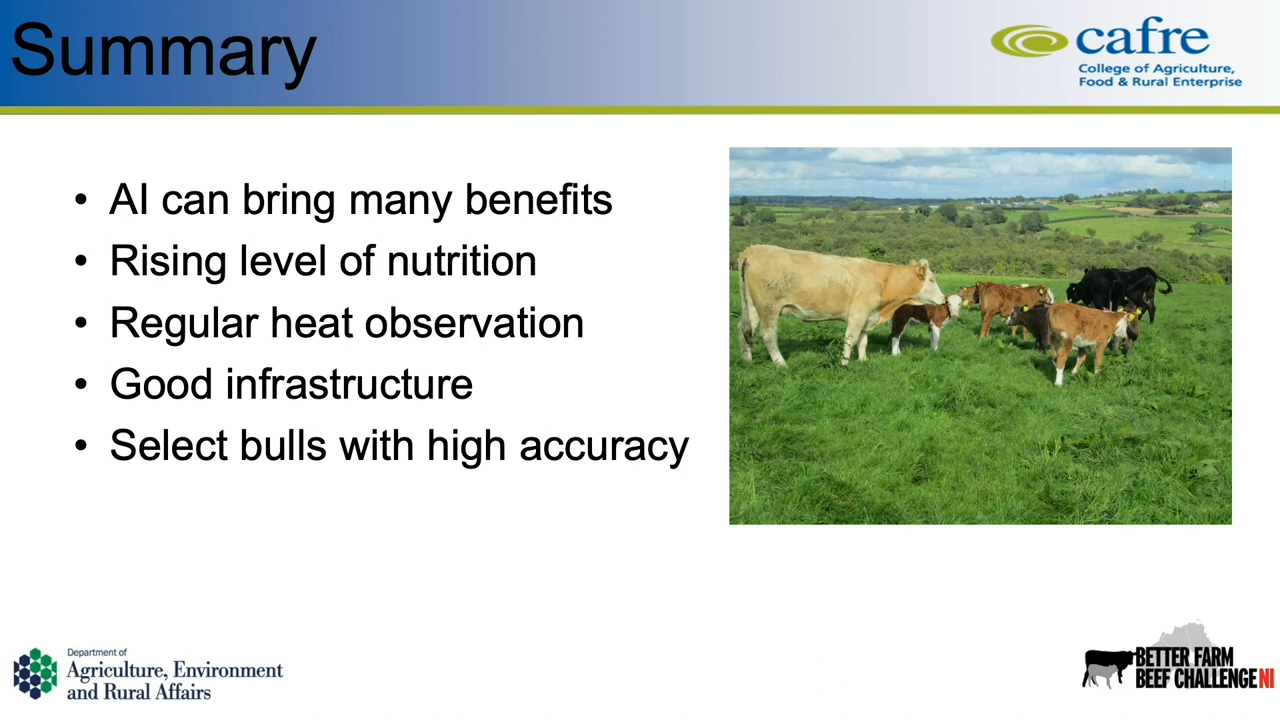 Summary
cafre
College of Agriculture,
Food & Rural Enterprise
• AI can bring many benefits
• Rising level of nutrition
• Regular heat observation
• Good infrastructure
• Select bulls with high accuracy
Department of
Agriculture, Environment
and Rural Affairs
BETTER FARM
BEEF CHALLENGE NI